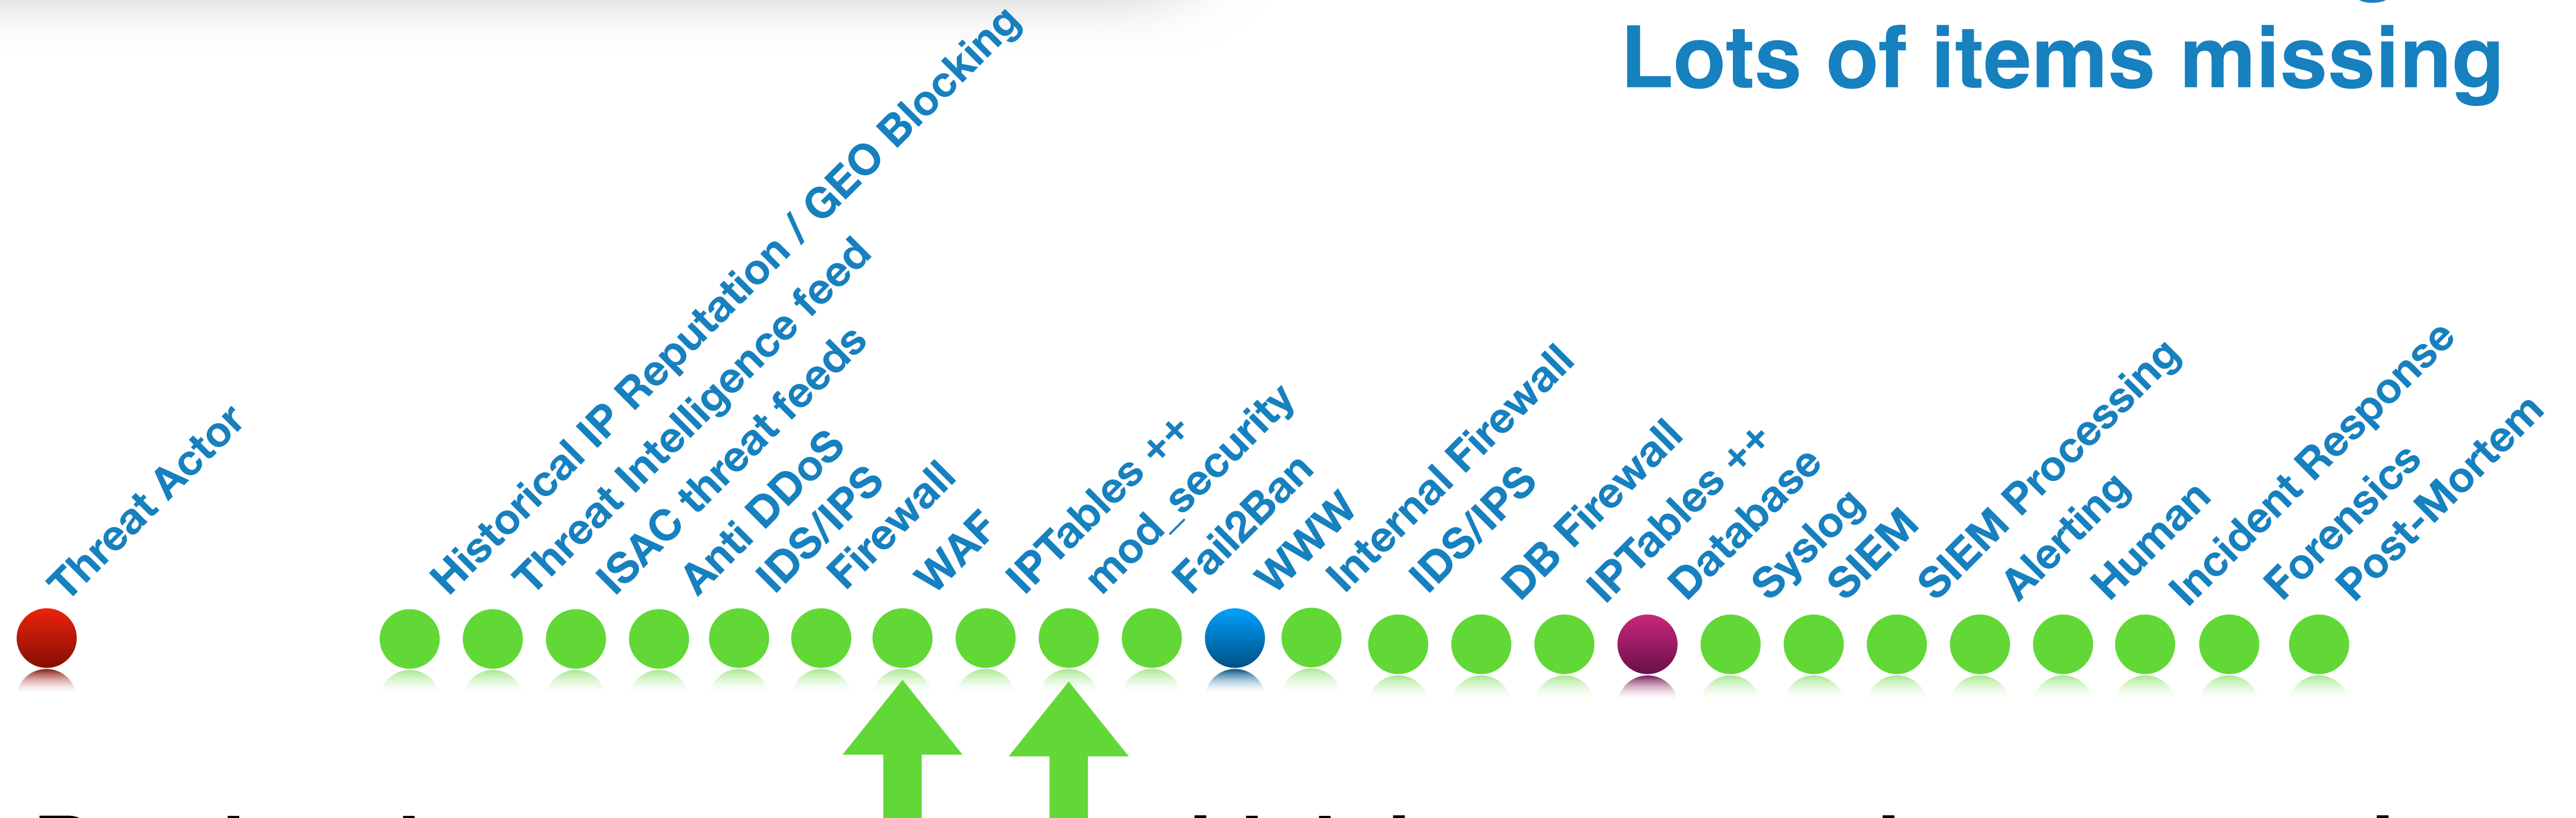 Lots of items missing
Threat Actor
Historical IP Reputation / GEO Blocking
Threat Intelligence feed
ISAC threat feeds
Anti DDoS
IDS/IPS
Firewall
WAF
IPTables ++
mod_security
Fail2Ban
WWW
Internal Firewall
IDS/IPS
DB Firewall
IPTables ++
Database
Syslog
SIEM
SIEM Processing
Alerting
Human
Incident Response
Forensics
Post-Mortem